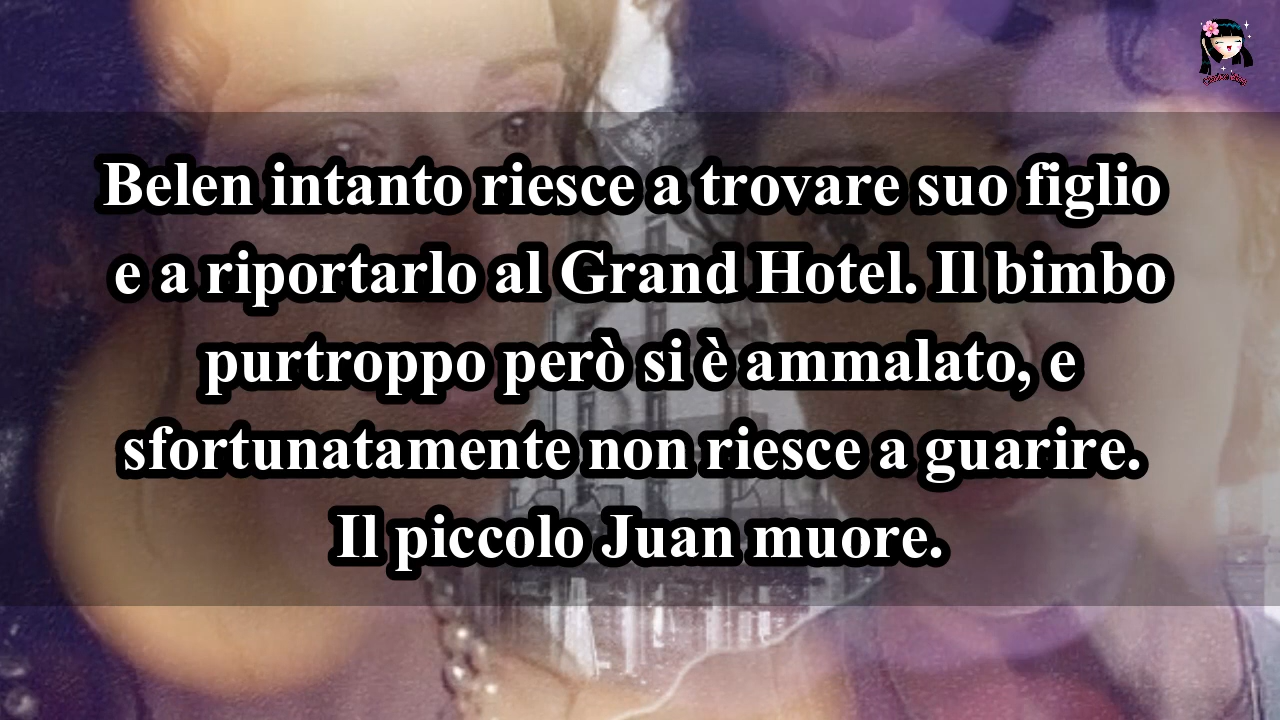 Belen intanto riesce a trovare suo figlio
e a riportarlo al Grand Hotel. Il bimbo
purtroppo però si è ammalato, e
sfortunatamente non riesce a guarire.
Il piccolo Juan muore.